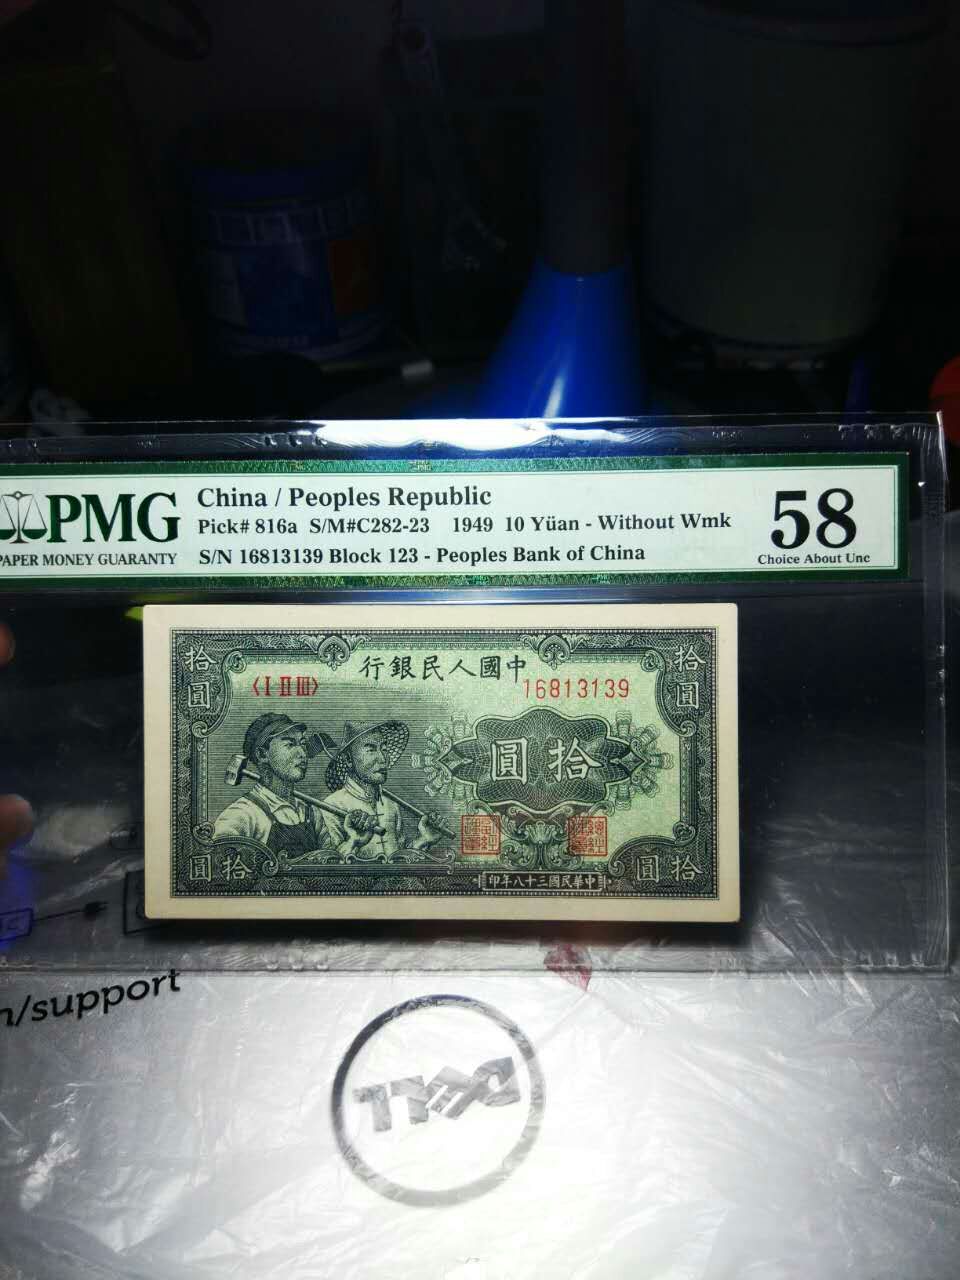 PMG
PAPER MONEY GUARANTY
China / Peoples Republic
Pick# 816a S/M#C282-23 1949 10 Yüan - Without Wmk
S/N 16813139 Block 123 - Peoples Bank of China
58
Choice About Unc
行銀民人國中
拾圓
拾圓
〈I II III〉
16813139
圓拾
圓拾
圓拾
印年八十三國民華中
/support
DELL